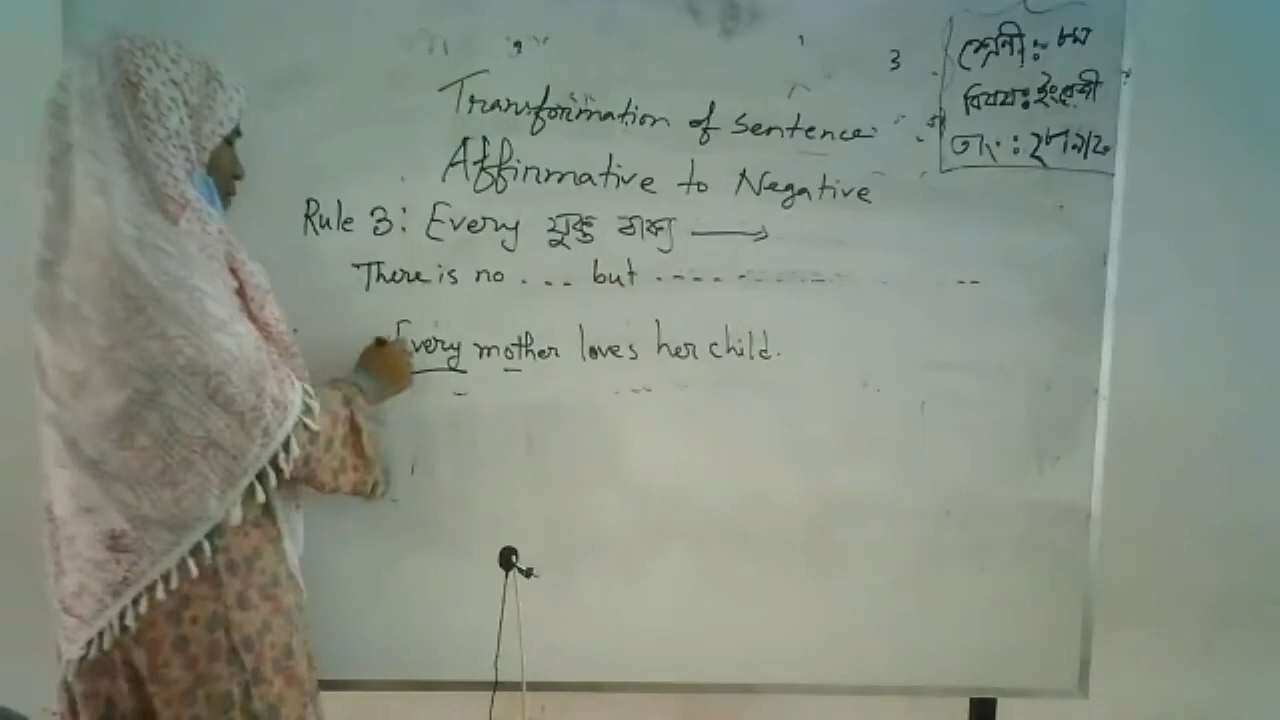 Transformation of Sentence:
Affirmative to Negative
Rule 3: Every যুক্ত বাক্য →
There is no ... but ----------
Every mother loves her child.
3
শ্রেনী: ৮ম
বিষয়: ইংরেজী
তাং: